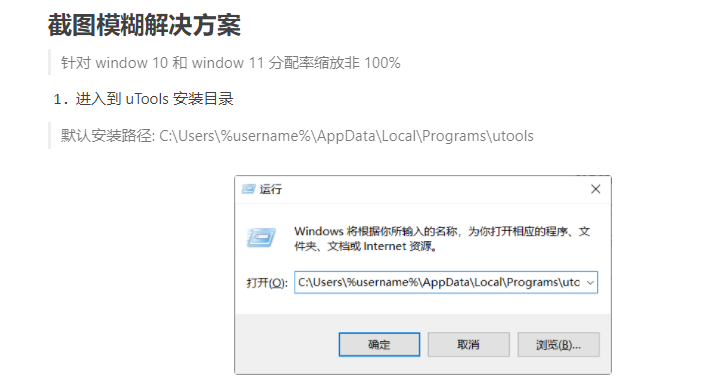 截图模糊解决方案
针对 window 10 和 window 11 分配率缩放非 100%
1. 进入到 uTools 安装目录
默认安装路径: C:\Users\%username%\AppData\Local\Programs\utools
运行
Windows 将根据你所输入的名称，为你打开相应的程序、文
件夹、文档或 Internet 资源。
打开(O): C:\Users\%username%\AppData\Local\Programs\uto
确定 取消 浏览(B)...